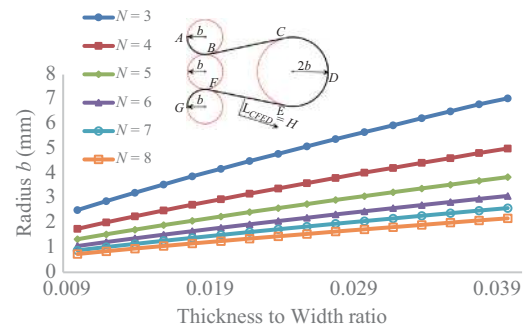 N = 3
N = 4
N = 5
N = 6
N = 7
N = 8
A
b
B
C
b
2b
D
F
G
b
E
L_CFED = H
8
7
6
5
4
3
2
1
0
Radius b (mm)
0.009
0.019
0.029
0.039
Thickness to Width ratio